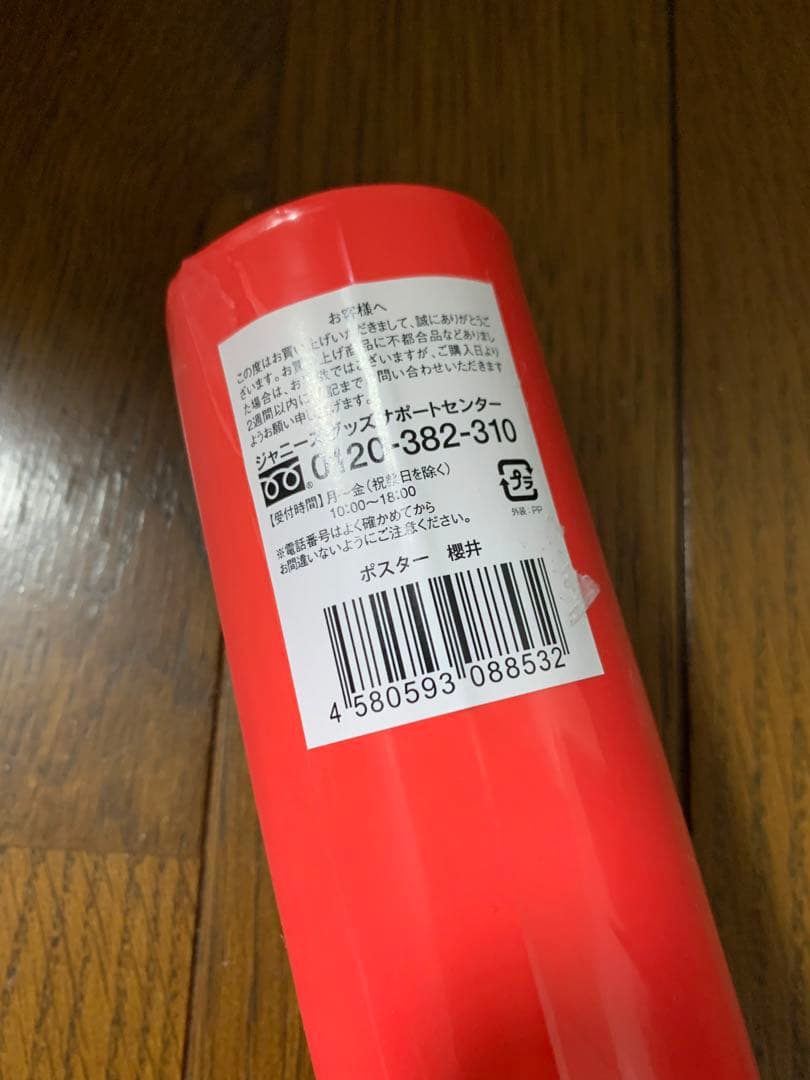 お客様へ
この度はお買い上げいただきまして、誠にありがとうご
ざいます。お買い上げ商品に不都合品などありまし
た場合は、お手数ではございますが、ご購入日より
2週間以内に下記までお問い合わせいただきます
ようお願い申し上げます。
ジャニーズグッズサポートセンター
0120-382-310
【受付時間】月〜金(祝祭日を除く)
10:00〜18:00
※電話番号はよく確かめてから
お間違いないようにご注意ください。
プラ
外装:PP
ポスター 櫻井
4 580593 088532